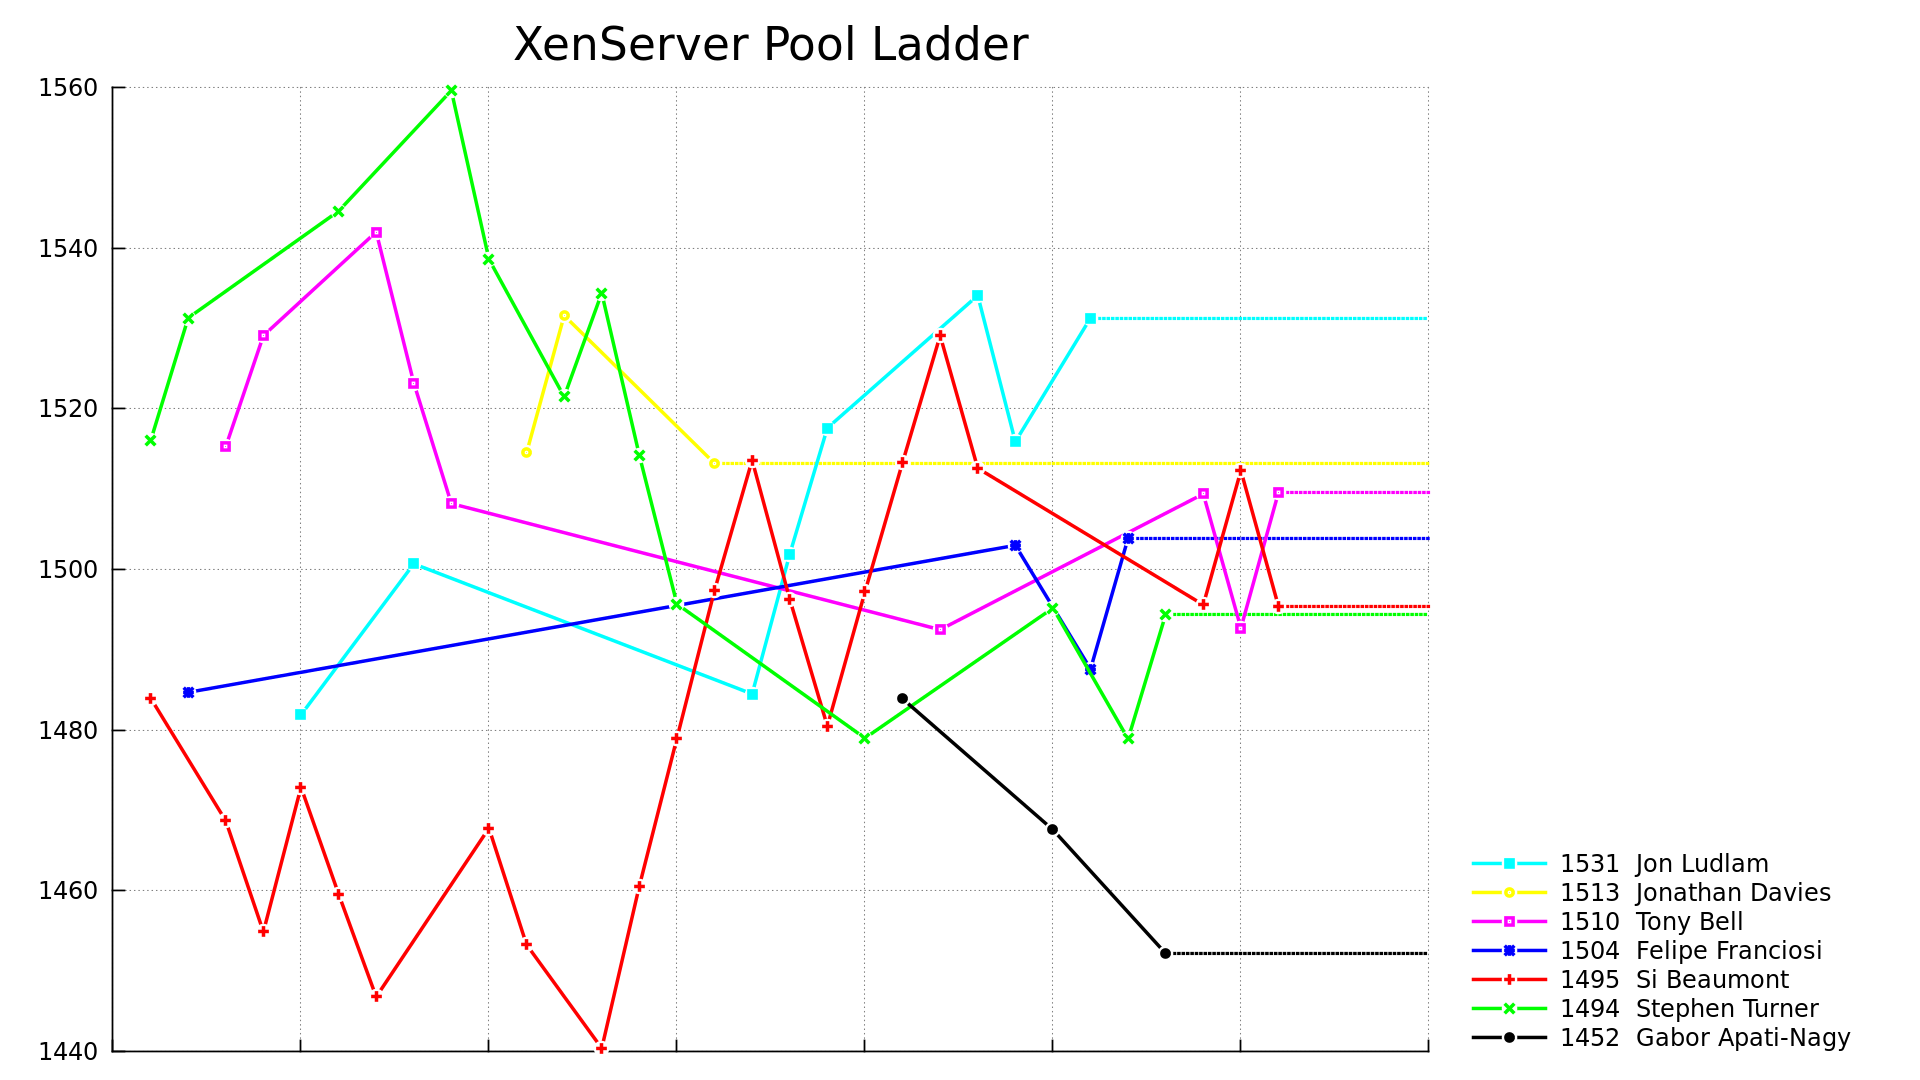 XenServer Pool Ladder
1560
1540
1520
1500
1480
1460
1440
1531 Jon Ludlam
1513 Jonathan Davies
1510 Tony Bell
1504 Felipe Franciosi
1495 Si Beaumont
1494 Stephen Turner
1452 Gabor Apati-Nagy